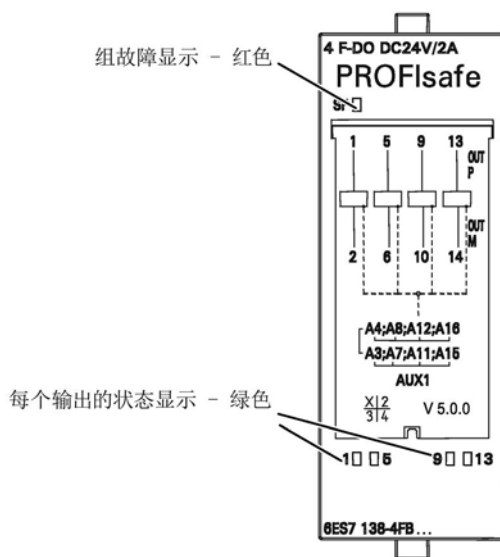 组故障显示 - 红色
4 F-DO DC24V/2A
PROFIsafe
SF
1 5 9 13
OUT P
OUT M
2 6 10 14
A4;A8;A12;A16
A3;A7;A11;A15
AUX1
X 2
3 4
V 5.0.0
每个输出的状态显示 - 绿色
1 5 9 13
6ES7 138-4FB...